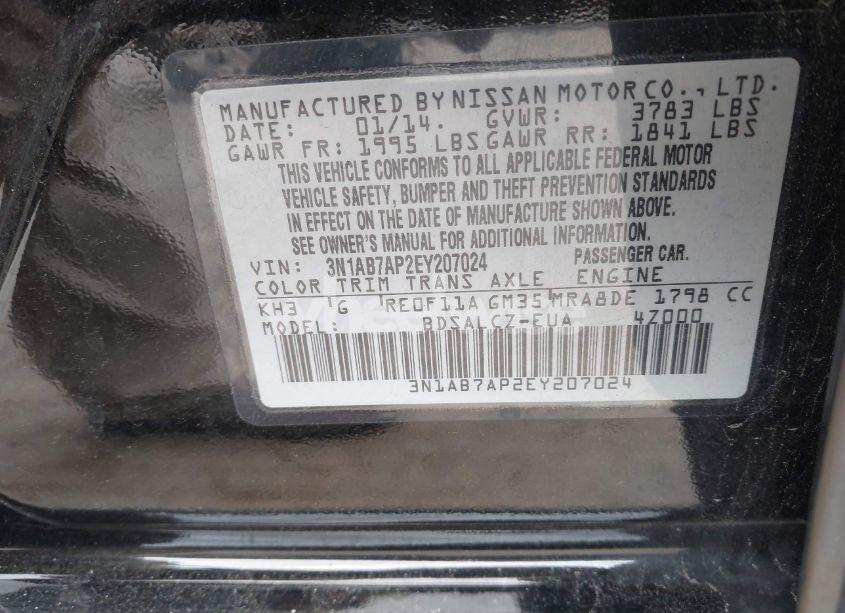 MANUFACTURED BY NISSAN MOTOR CO., LTD.
DATE: 01/14. GVWR: 3783 LBS
GAWR FR: 1995 LBS GAWR RR: 1841 LBS
THIS VEHICLE CONFORMS TO ALL APPLICABLE FEDERAL MOTOR
VEHICLE SAFETY, BUMPER AND THEFT PREVENTION STANDARDS
IN EFFECT ON THE DATE OF MANUFACTURE SHOWN ABOVE.
SEE OWNER'S MANUAL FOR ADDITIONAL INFORMATION.
VIN: 3N1AB7AP2EY207024 PASSENGER CAR.
COLOR TRIM TRANS AXLE ENGINE
KH3 G RE0F11A GM35 MRA8DE 1798 CC
MODEL: BDSALCZ-EUA 4Z000
3N1AB7AP2EY207024